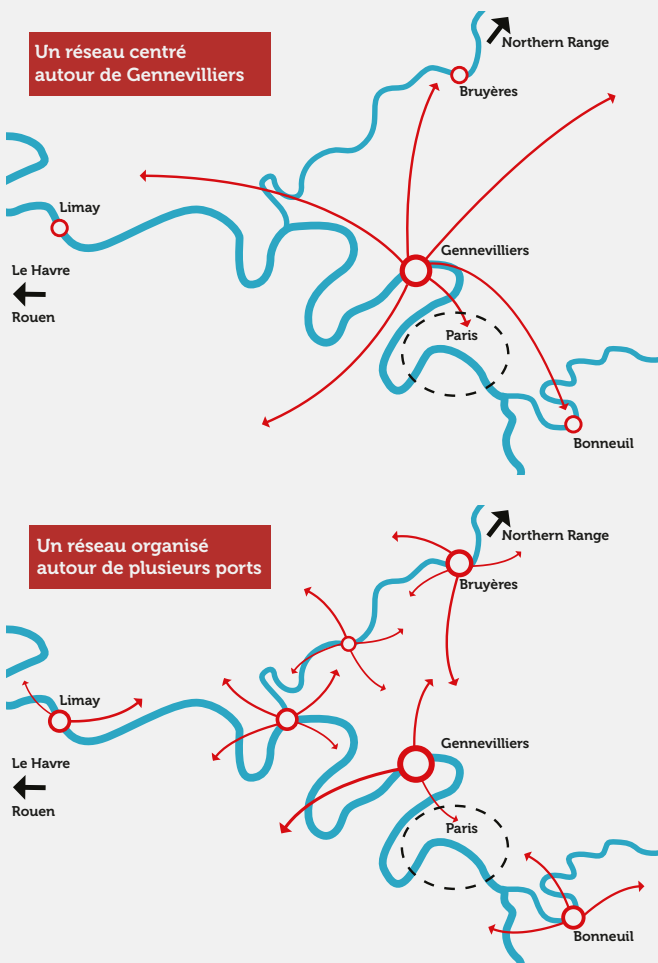 Un réseau centré
autour de Gennevilliers
Northern Range
Bruyères
Limay
Gennevilliers
Le Havre
Rouen
Paris
Bonneuil
Un réseau organisé
autour de plusieurs ports
Northern Range
Bruyères
Limay
Gennevilliers
Le Havre
Rouen
Paris
Bonneuil